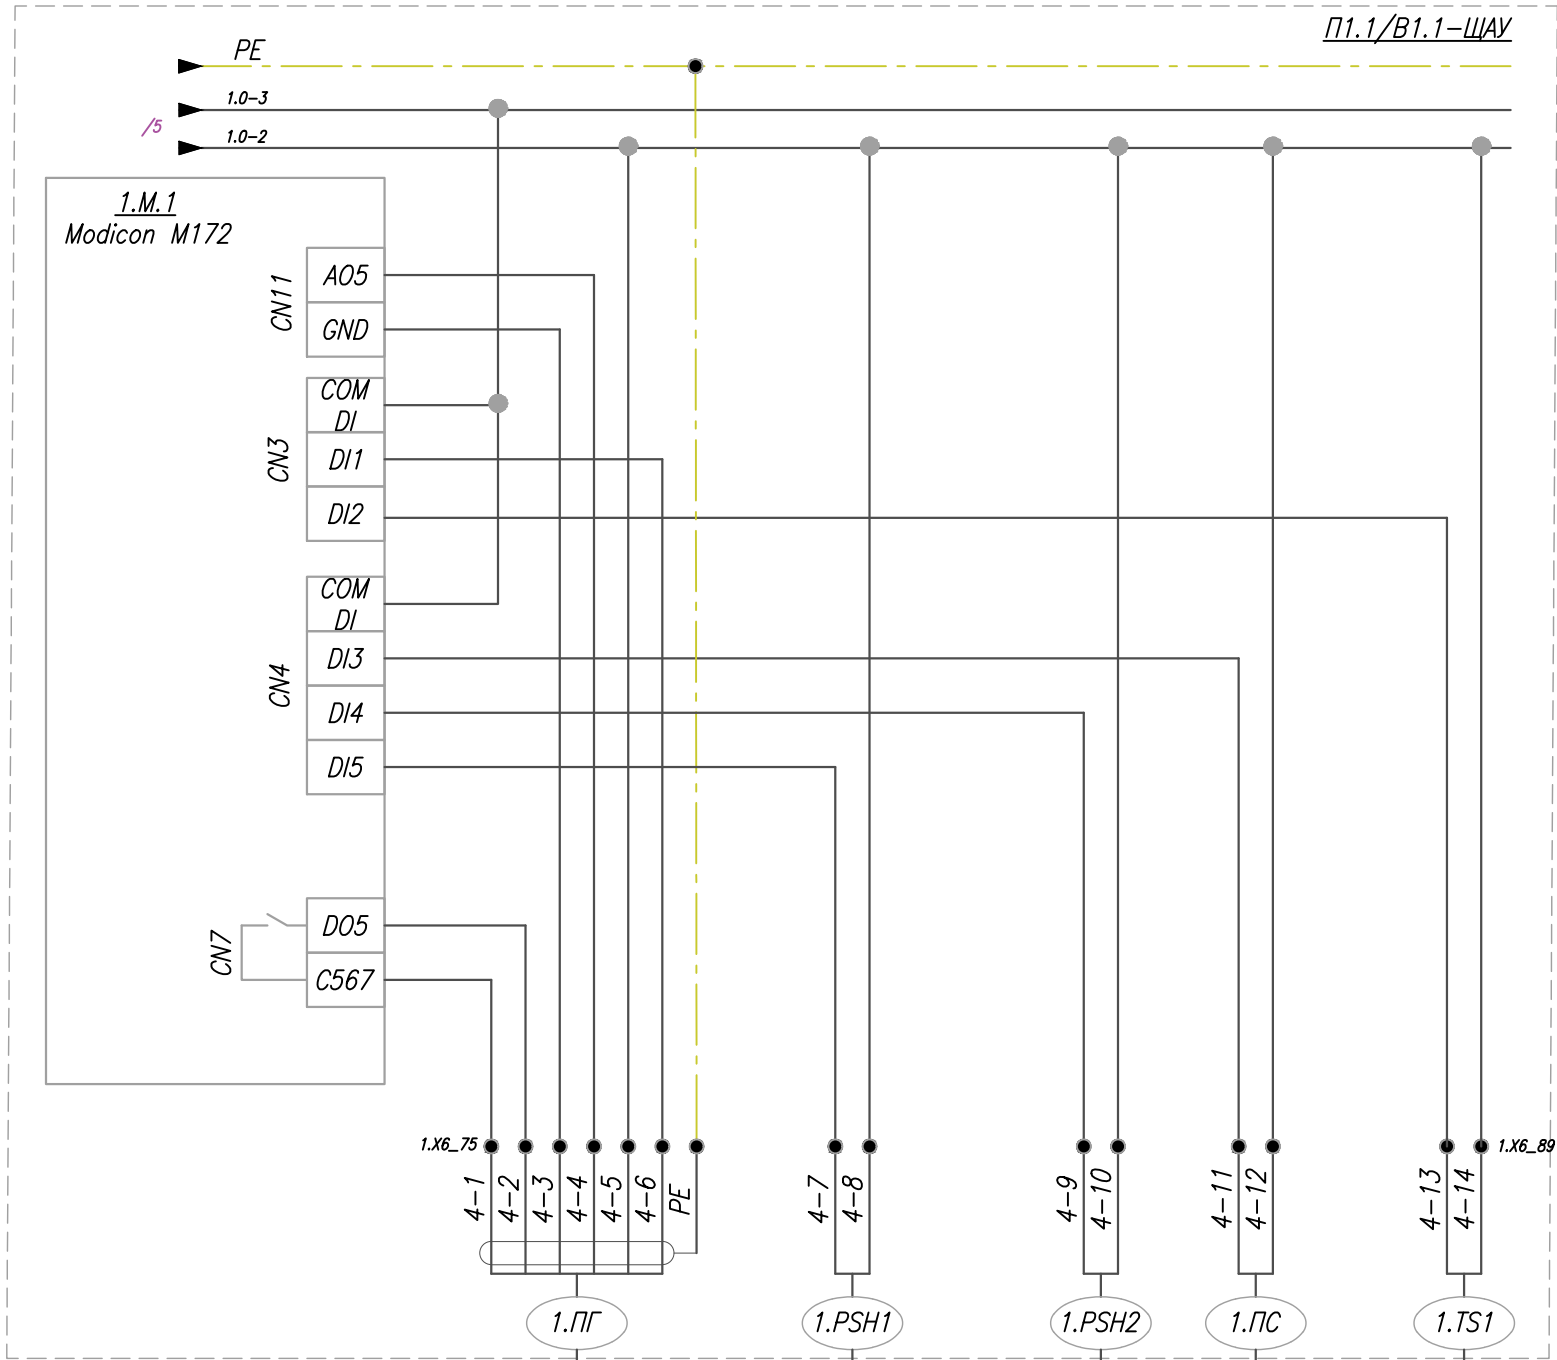 П1.1/В1.1-ЩАУ
PE
1.0-3
/5
1.0-2
1.M.1
Modicon M172
CN11
AO5
GND
CN3
COM
DI
DI1
DI2
CN4
COM
DI
DI3
DI4
DI5
CN7
DO5
C567
1.X6_75
1.X6_89
4-1
4-2
4-3
4-4
4-5
4-6
PE
4-7
4-8
4-9
4-10
4-11
4-12
4-13
4-14
1.ПГ
1.PSH1
1.PSH2
1.ПС
1.TS1